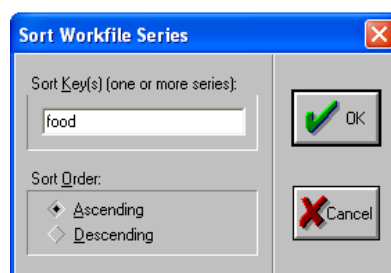 Sort Workfile Series
Sort Key(s) (one or more series):
food
OK
Sort Order:
Ascending
Descending
Cancel